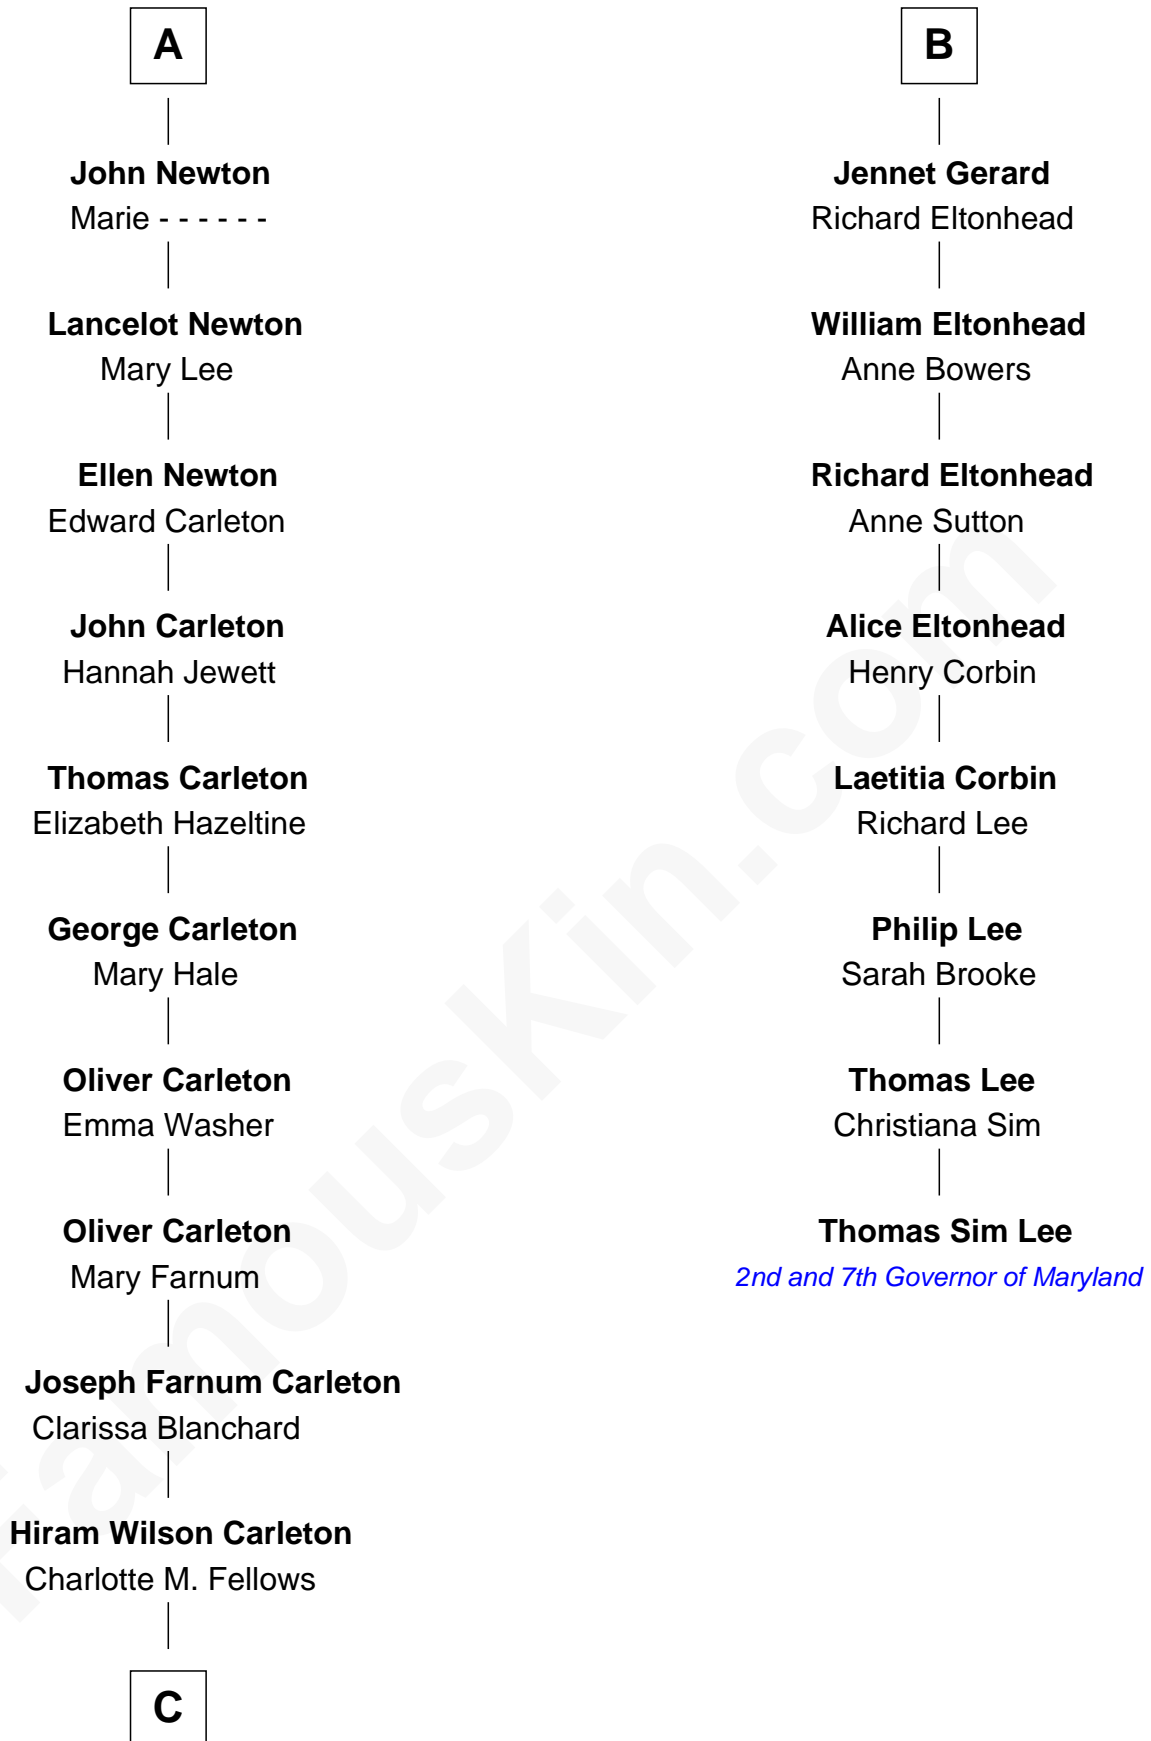 A
John Newton
Marie - - - - - -
Lancelot Newton
Mary Lee
Ellen Newton
Edward Carleton
John Carleton
Hannah Jewett
Thomas Carleton
Elizabeth Hazeltine
George Carleton
Mary Hale
Oliver Carleton
Emma Washer
Oliver Carleton
Mary Farnum
Joseph Farnum Carleton
Clarissa Blanchard
Hiram Wilson Carleton
Charlotte M. Fellows
C
B
Jennet Gerard
Richard Eltonhead
William Eltonhead
Anne Bowers
Richard Eltonhead
Anne Sutton
Alice Eltonhead
Henry Corbin
Laetitia Corbin
Richard Lee
Philip Lee
Sarah Brooke
Thomas Lee
Christiana Sim
Thomas Sim Lee
2nd and 7th Governor of Maryland
FamousKin.com